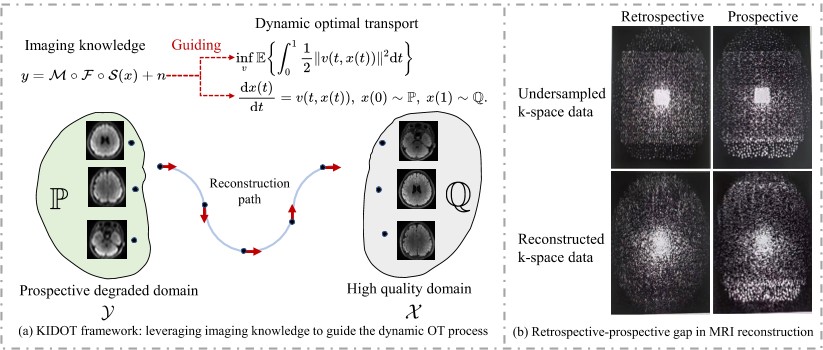 Dynamic optimal transport
Imaging knowledge
Guiding
y = ℳ ∘ ℱ ∘ 𝒮(x) + n
inf_v 𝔼{∫_0^1 1/2 ‖v(t, x(t))‖² dt}
dx(t)/dt = v(t, x(t)), x(0) ∼ ℙ, x(1) ∼ ℚ.
ℙ
Reconstruction
path
ℚ
Prospective degraded domain
𝒴
High quality domain
𝒳
(a) KIDOT framework: leveraging imaging knowledge to guide the dynamic OT process
Retrospective Prospective
Undersampled
k-space data
Reconstructed
k-space data
(b) Retrospective-prospective gap in MRI reconstruction